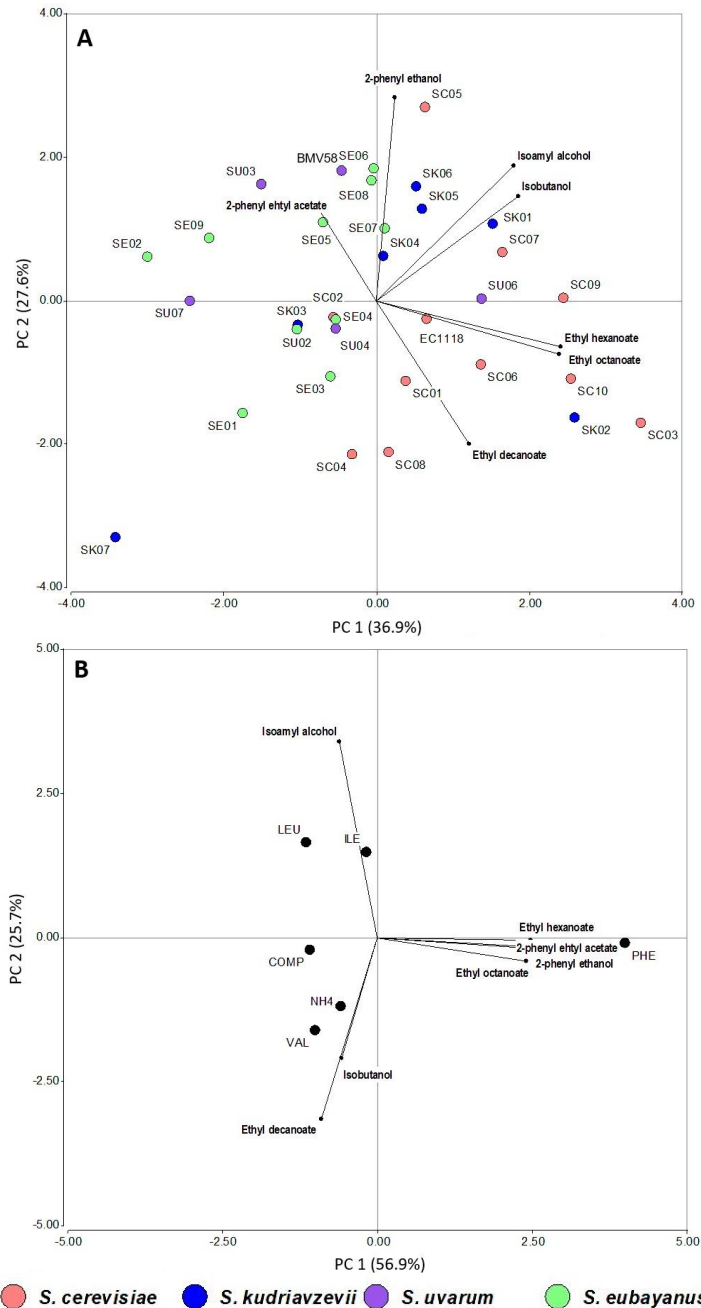 4.00
A
2-phenyl ethanol
SC05
BMV58
SE06
SK06
Isoamyl alcohol
2.00
SU03
SE08
SK05
Isobutanol
2-phenyl ehtyl acetate
SK01
SE09
SE05
SE07
SK04
SC07
SE02
PC 2 (27.6%)
0.00
SU07
SK03
SC02
SU06
SC09
SE04
SU02
SU04
EC1118
Ethyl hexanoate
Ethyl octanoate
SE03
SC01
SC06
SC10
SE01
-2.00
SK02
SC03
SC04
SC08
Ethyl decanoate
SK07
-4.00
-4.00 -2.00 0.00 2.00 4.00
PC 1 (36.9%)
5.00
B
Isoamyl alcohol
2.50
LEU
ILE
PC 2 (25.7%)
0.00
Ethyl hexanoate
2-phenyl ehtyl acetate
PHE
COMP
2-phenyl ethanol
Ethyl octanoate
NH4
VAL
Isobutanol
-2.50
Ethyl decanoate
-5.00
-5.00 -2.50 0.00 2.50 5.00
PC 1 (56.9%)
S. cerevisiae S. kudriavzevii S. uvarum S. eubayanus